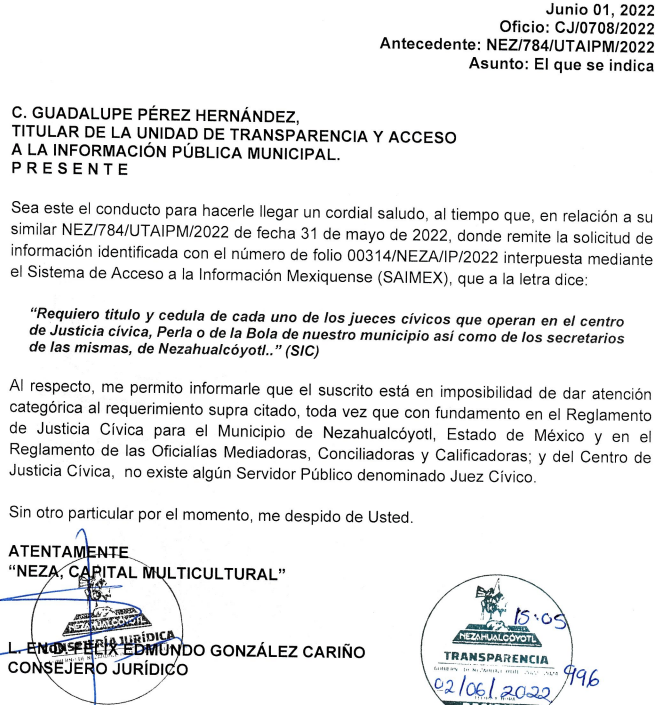 Junio 01, 2022
Oficio: CJ/0708/2022
Antecedente: NEZ/784/UTAIPM/2022
Asunto: El que se indica
C. GUADALUPE PÉREZ HERNÁNDEZ,
TITULAR DE LA UNIDAD DE TRANSPARENCIA Y ACCESO
A LA INFORMACIÓN PÚBLICA MUNICIPAL.
P R E S E N T E
Sea este el conducto para hacerle llegar un cordial saludo, al tiempo que, en relación a su
similar NEZ/784/UTAIPM/2022 de fecha 31 de mayo de 2022, donde remite la solicitud de
información identificada con el número de folio 00314/NEZA/IP/2022 interpuesta mediante
el Sistema de Acceso a la Información Mexiquense (SAIMEX), que a la letra dice:
“Requiero titulo y cedula de cada uno de los jueces cívicos que operan en el centro
de Justicia cívica, Perla o de la Bola de nuestro municipio así como de los secretarios
de las mismas, de Nezahualcóyotl..” (SIC)
Al respecto, me permito informarle que el suscrito está en imposibilidad de dar atención
categórica al requerimiento supra citado, toda vez que con fundamento en el Reglamento
de Justicia Cívica para el Municipio de Nezahualcóyotl, Estado de México y en el
Reglamento de las Oficialías Mediadoras, Conciliadoras y Calificadoras; y del Centro de
Justicia Cívica, no existe algún Servidor Público denominado Juez Cívico.
Sin otro particular por el momento, me despido de Usted.
ATENTAMENTE
“NEZA, CAPITAL MULTICULTURAL”
CONSEJERÍA JURÍDICA
L. EN D. FÉLIX EDMUNDO GONZÁLEZ CARIÑO
CONSEJERO JURÍDICO
15:05
NEZAHUALCÓYOTL
TRANSPARENCIA
996
02/06/2022